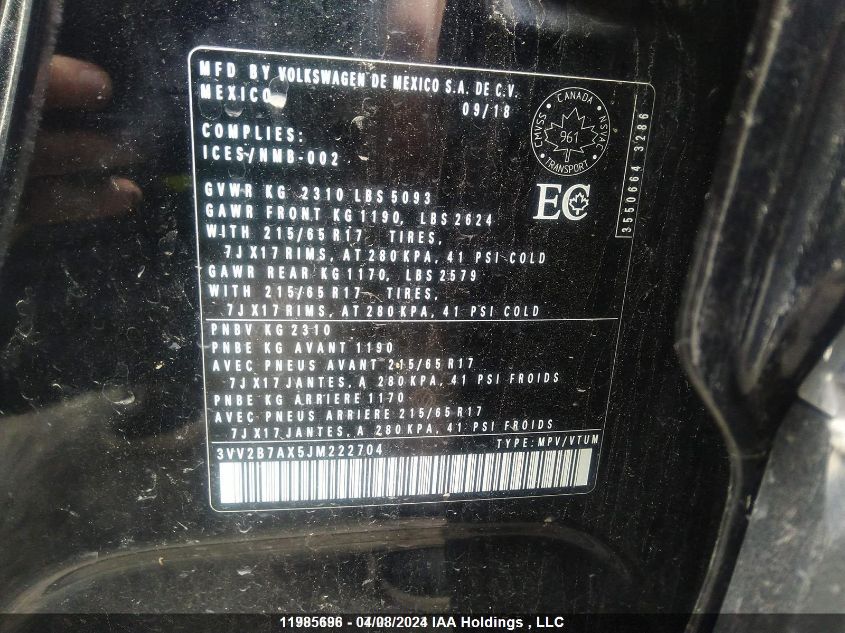 MFD BY VOLKSWAGEN DE MEXICO S.A. DE C.V.
MEXICO
09/18
COMPLIES:
ICES/NMB-002
CANADA
CMVSS
NSVAC
961
TRANSPORT
EC
3550664 3286
GVWR KG 2310 LBS 5093
GAWR FRONT KG 1190, LBS 2624
WITH 215/65 R17 TIRES,
7J X17 RIMS, AT 280 KPA, 41 PSI COLD
GAWR REAR KG 1170, LBS 2579
WITH 215/65 R17 TIRES,
7J X17 RIMS, AT 280 KPA, 41 PSI COLD
PNBV KG 2310
PNBE KG AVANT 1190
AVEC PNEUS AVANT 215/65 R17
7J X17 JANTES, A 280 KPA, 41 PSI FROIDS
PNBE KG ARRIERE 1170
AVEC PNEUS ARRIERE 215/65 R17
7J X17 JANTES, A 280 KPA, 41 PSI FROIDS
3VV2B7AX5JM222704
TYPE: MPV/VTUM
11985696 - 04/08/2024 IAA Holdings , LLC